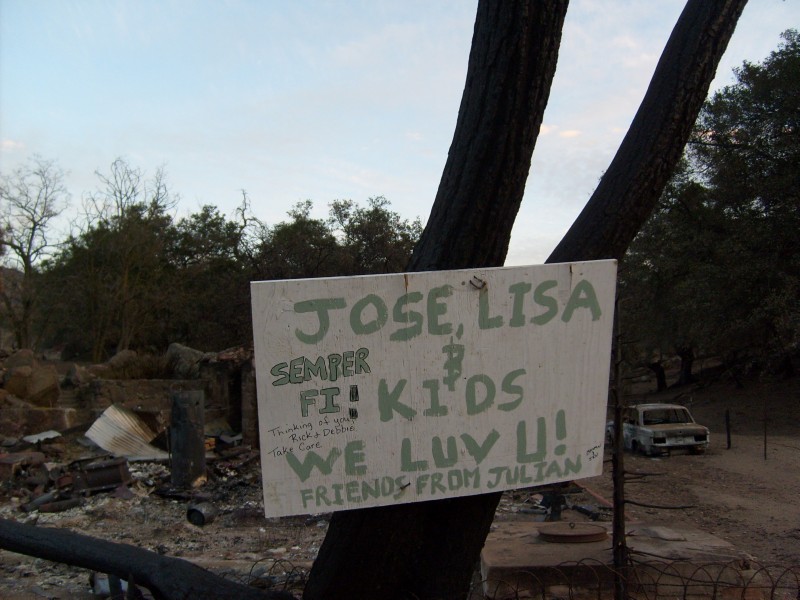 JOSE, LISA
&
KIDS
SEMPER
FI!
Thinking of you,
Rick & Debbie
Take Care
WE LUV U!
FRIENDS FROM JULIAN